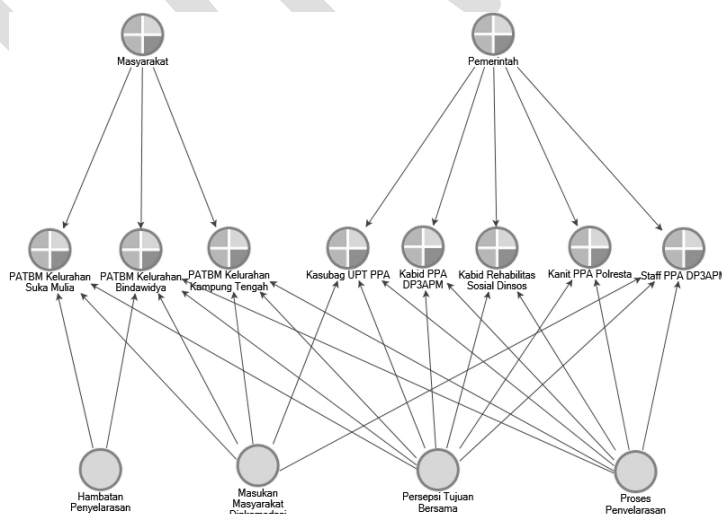 Masyarakat
Pemerintah
PATBM Kelurahan
Suka Mulia
PATBM Kelurahan
Bindawidya
PATBM Kelurahan
Kampung Tengah
Kasubag UPT PPA
Kabid PPA
DP3APM
Kabid Rehabilitas
Sosial Dinsos
Kanit PPA Polresta
Staff PPA DP3APM
Hambatan
Penyelarasan
Masukan
Masyarakat
Persepsi Tujuan
Bersama
Proses
Penyelarasan